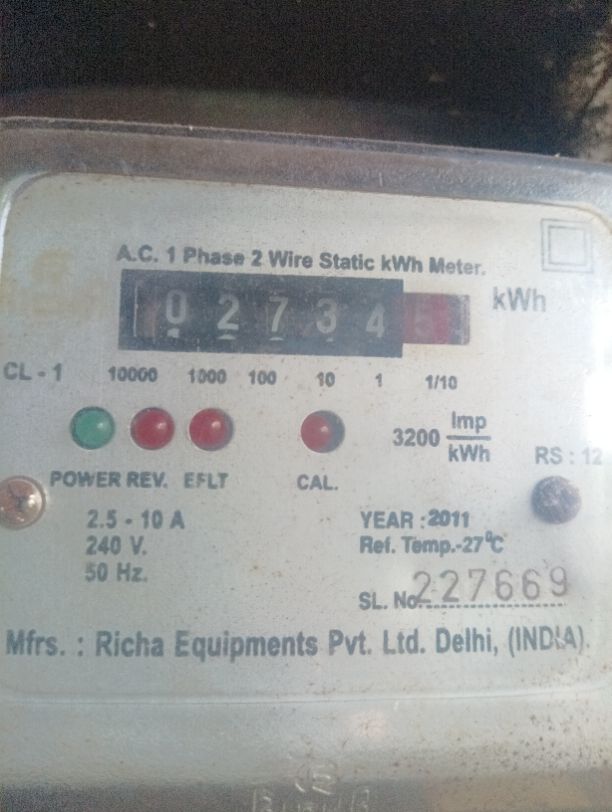 A.C. 1 Phase 2 Wire Static kWh Meter.
0 2 7 3 4 5 kWh
CL - 1 10000 1000 100 10 1 1/10
3200 Imp/kWh
RS : 12
POWER REV. EFLT CAL.
2.5 - 10 A YEAR : 2011
240 V. Ref. Temp.-27°C
50 Hz.
SL. No. 227669
Mfrs. : Richa Equipments Pvt. Ltd. Delhi, (INDIA).